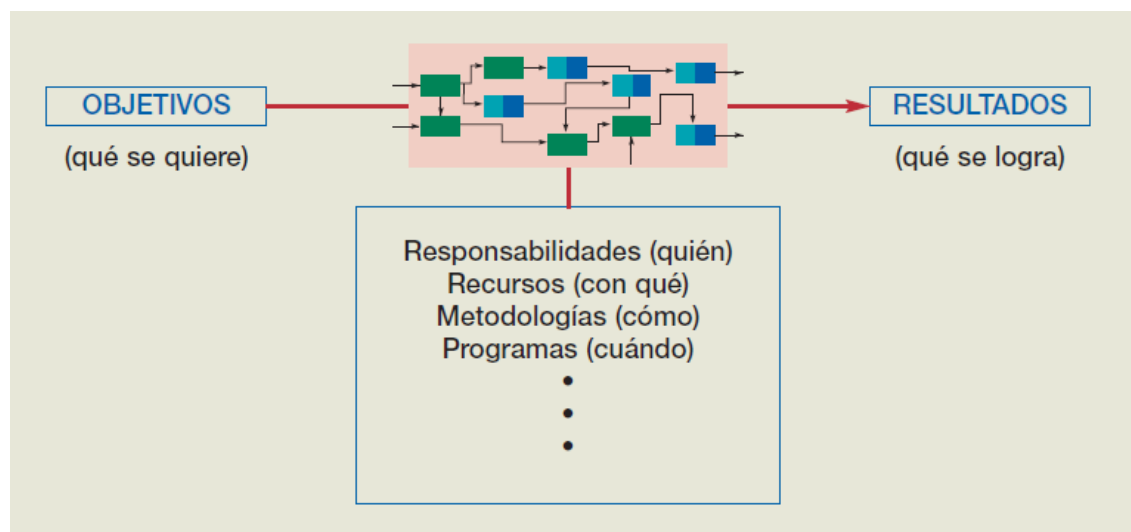 OBJETIVOS
(qué se quiere)
RESULTADOS
(qué se logra)
Responsabilidades (quién)
Recursos (con qué)
Metodologías (cómo)
Programas (cuándo)
•
•
•